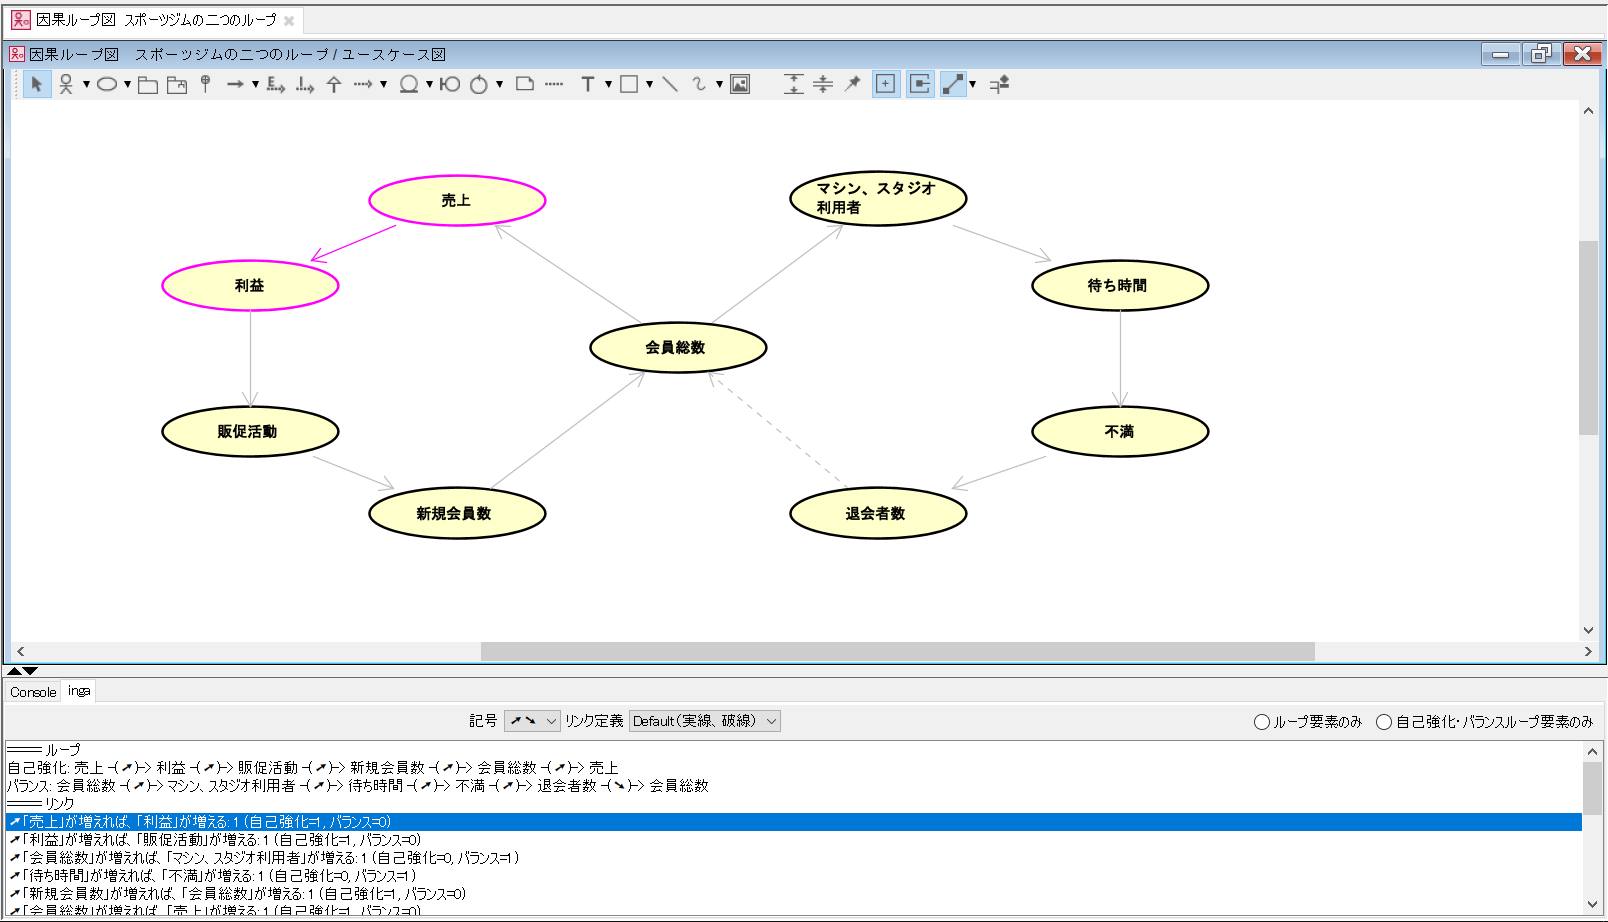 因果ループ図 スポーツジムの二つのループ
因果ループ図 スポーツジムの二つのループ / ユースケース図
売上
マシン、スタジオ
利用者
利益
待ち時間
会員総数
販促活動
不満
新規会員数
退会者数
Console
inga
記号
リンク定義
Default(実線、破線)
ループ要素のみ
自己強化・バランスループ要素のみ
==== ループ
自己強化: 売上 -(↗)-> 利益 -(↗)-> 販促活動 -(↗)-> 新規会員数 -(↗)-> 会員総数 -(↗)-> 売上
バランス: 会員総数 -(↗)-> マシン、スタジオ利用者 -(↗)-> 待ち時間 -(↗)-> 不満 -(↗)-> 退会者数 -(↘)-> 会員総数
==== リンク
↗「売上」が増えれば、「利益」が増える: 1 (自己強化=1, バランス=0)
↗「利益」が増えれば、「販促活動」が増える: 1 (自己強化=1, バランス=0)
↗「会員総数」が増えれば、「マシン、スタジオ利用者」が増える: 1 (自己強化=0, バランス=1)
↗「待ち時間」が増えれば、「不満」が増える: 1 (自己強化=0, バランス=1)
↗「新規会員数」が増えれば、「会員総数」が増える: 1 (自己強化=1, バランス=0)
↗「会員総数」が増えれば、「売上」が増える: 1 (自己強化=1, バランス=0)